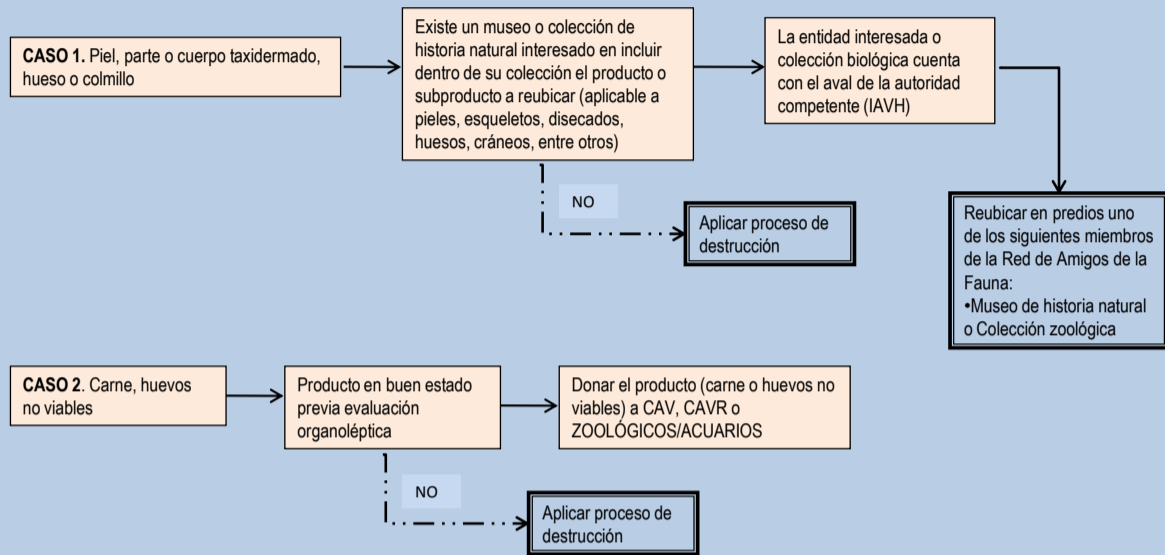 CASO 1. Piel, parte o cuerpo taxidermado,
hueso o colmillo
Existe un museo o colección de
historia natural interesado en incluir
dentro de su colección el producto o
subproducto a reubicar (aplicable a
pieles, esqueletos, disecados,
huesos, cráneos, entre otros)
La entidad interesada o
colección biológica cuenta
con el aval de la autoridad
competente (IAVH)
NO
Aplicar proceso de
destrucción
Reubicar en predios uno
de los siguientes miembros
de la Red de Amigos de la
Fauna:
•Museo de historia natural
o Colección zoológica
CASO 2. Carne, huevos
no viables
Producto en buen estado
previa evaluación
organoléptica
Donar el producto (carne o huevos no
viables) a CAV, CAVR o
ZOOLÓGICOS/ACUARIOS
NO
Aplicar proceso de
destrucción